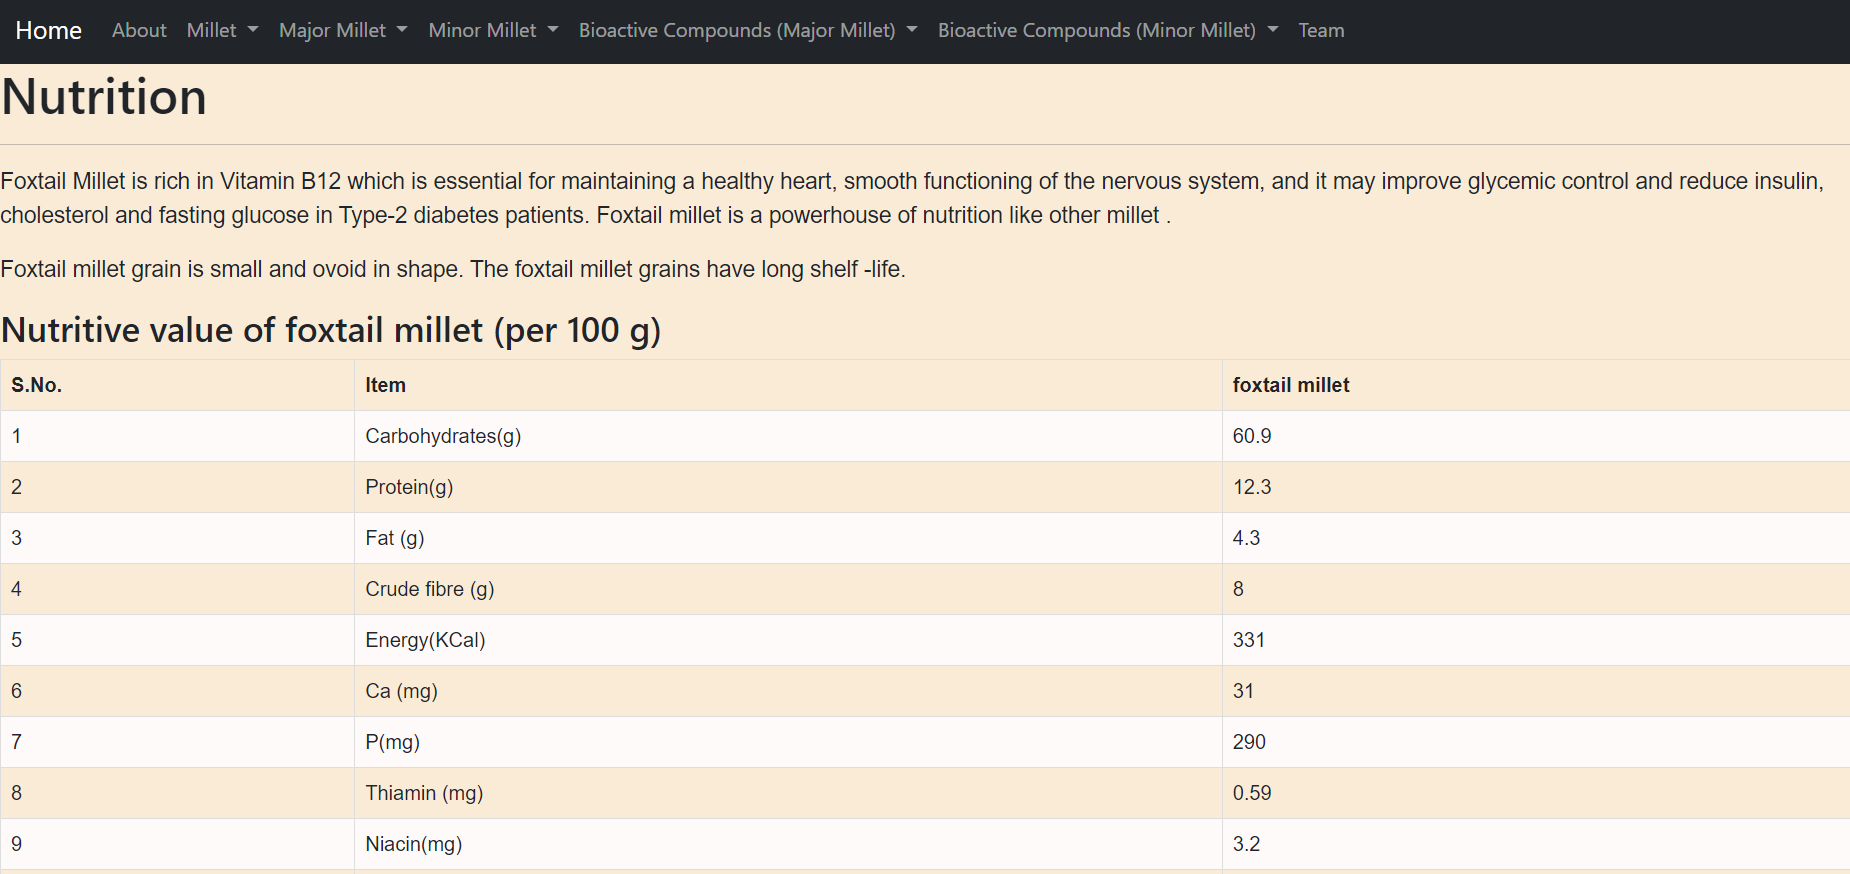 Home About Millet Major Millet Minor Millet Bioactive Compounds (Major Millet) Bioactive Compounds (Minor Millet) Team
Nutrition
Foxtail Millet is rich in Vitamin B12 which is essential for maintaining a healthy heart, smooth functioning of the nervous system, and it may improve glycemic control and reduce insulin,
cholesterol and fasting glucose in Type-2 diabetes patients. Foxtail millet is a powerhouse of nutrition like other millet .
Foxtail millet grain is small and ovoid in shape. The foxtail millet grains have long shelf -life.
Nutritive value of foxtail millet (per 100 g)
S.No. Item foxtail millet
1 Carbohydrates(g) 60.9
2 Protein(g) 12.3
3 Fat (g) 4.3
4 Crude fibre (g) 8
5 Energy(KCal) 331
6 Ca (mg) 31
7 P(mg) 290
8 Thiamin (mg) 0.59
9 Niacin(mg) 3.2